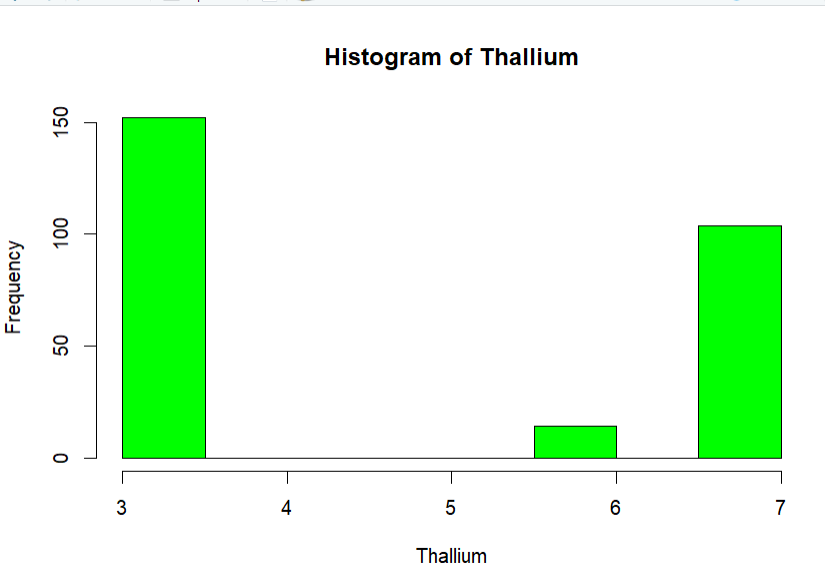 Histogram of Thallium
150
100
50
0
Frequency
3 4 5 6 7
Thallium